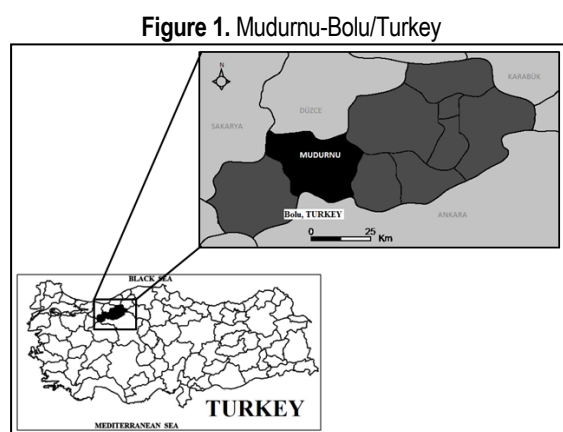 Figure 1. Mudurnu-Bolu/Turkey
N
KARABÜK
DÜZCE
SAKARYA
MUDURNU
Bolu, TURKEY
ANKARA
0 25
Km
BLACK SEA
TURKEY
MEDITERRANEAN SEA